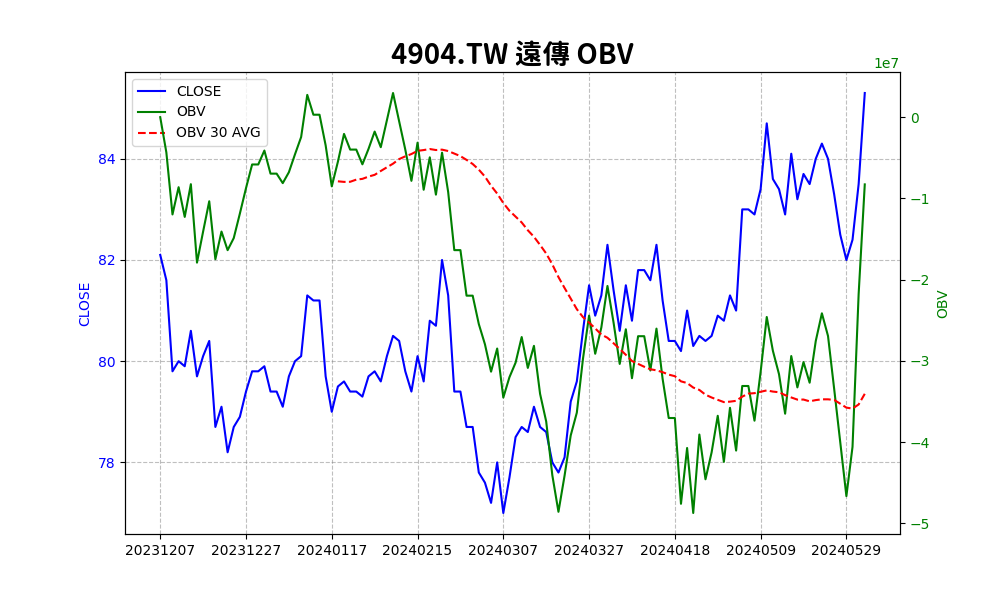 4904.TW 遠傳 OBV
1e7
CLOSE
OBV
OBV 30 AVG
84
82
80
78
CLOSE
0
−1
−2
−3
−4
−5
OBV
20231207 20231227 20240117 20240215 20240307 20240327 20240418 20240509 20240529